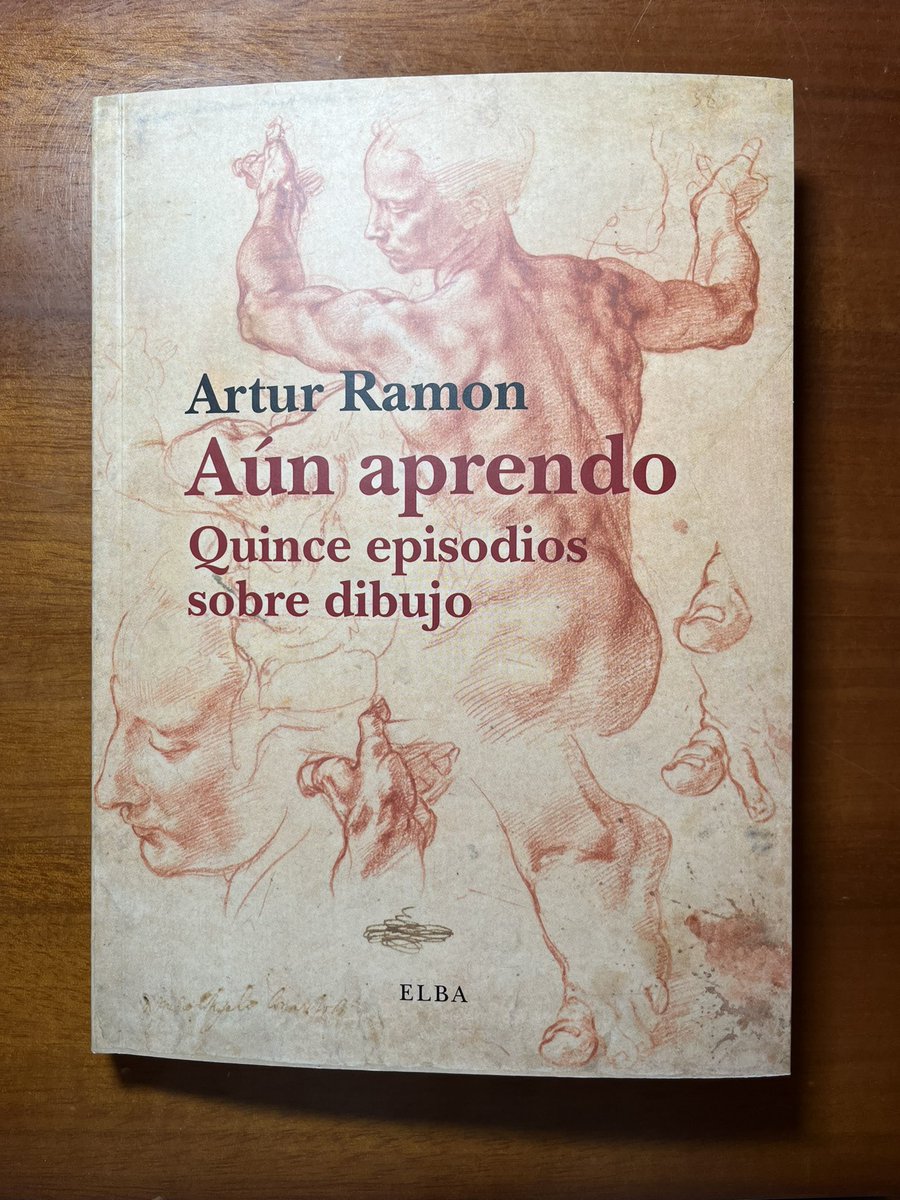 Artur Ramon
Aún aprendo
Quince episodios
sobre dibujo
ELBA